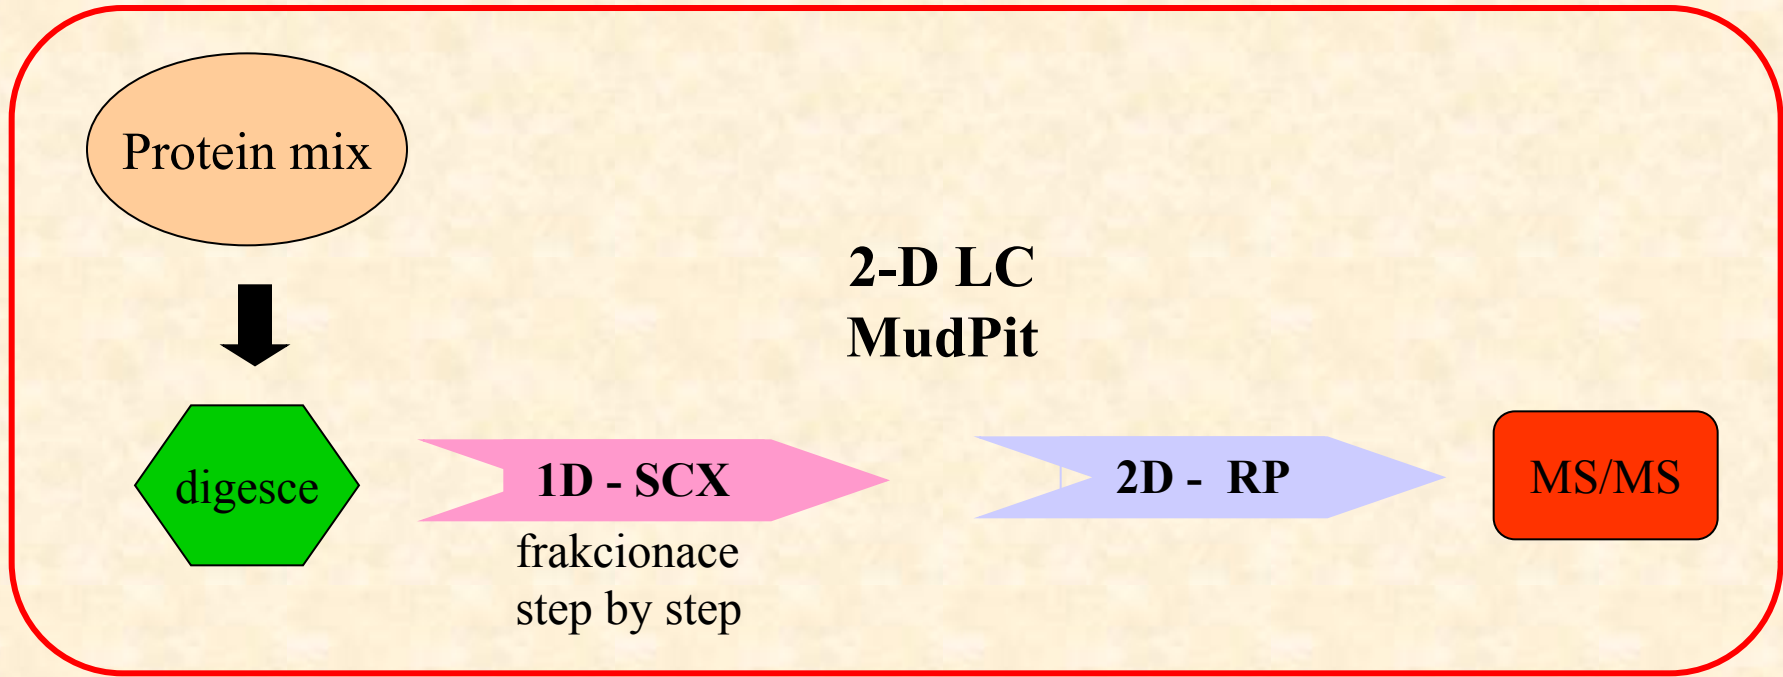 Protein mix
2-D LC
MudPit
digesce
1D - SCX
frakcionace
step by step
2D - RP
MS/MS